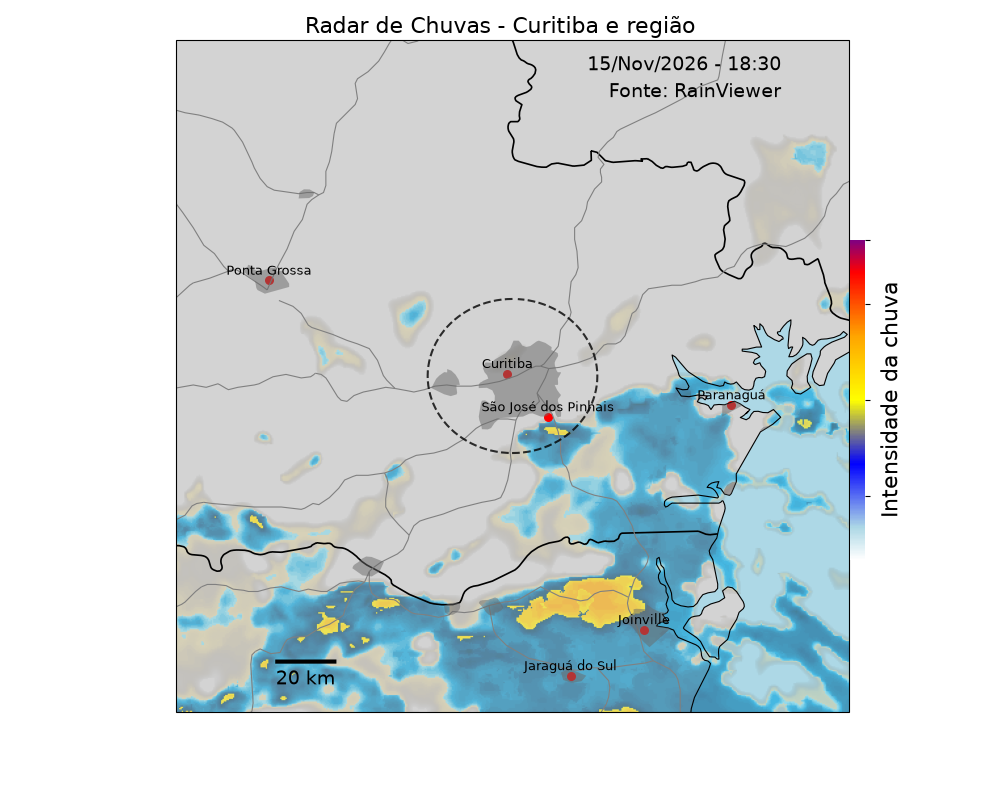 Radar de Chuvas - Curitiba e região
15/Nov/2026 - 18:30
Fonte: RainViewer
Ponta Grossa
Curitiba
Paranaguá
São José dos Pinhais
Intensidade da chuva
Joinville
Jaraguá do Sul
20 km